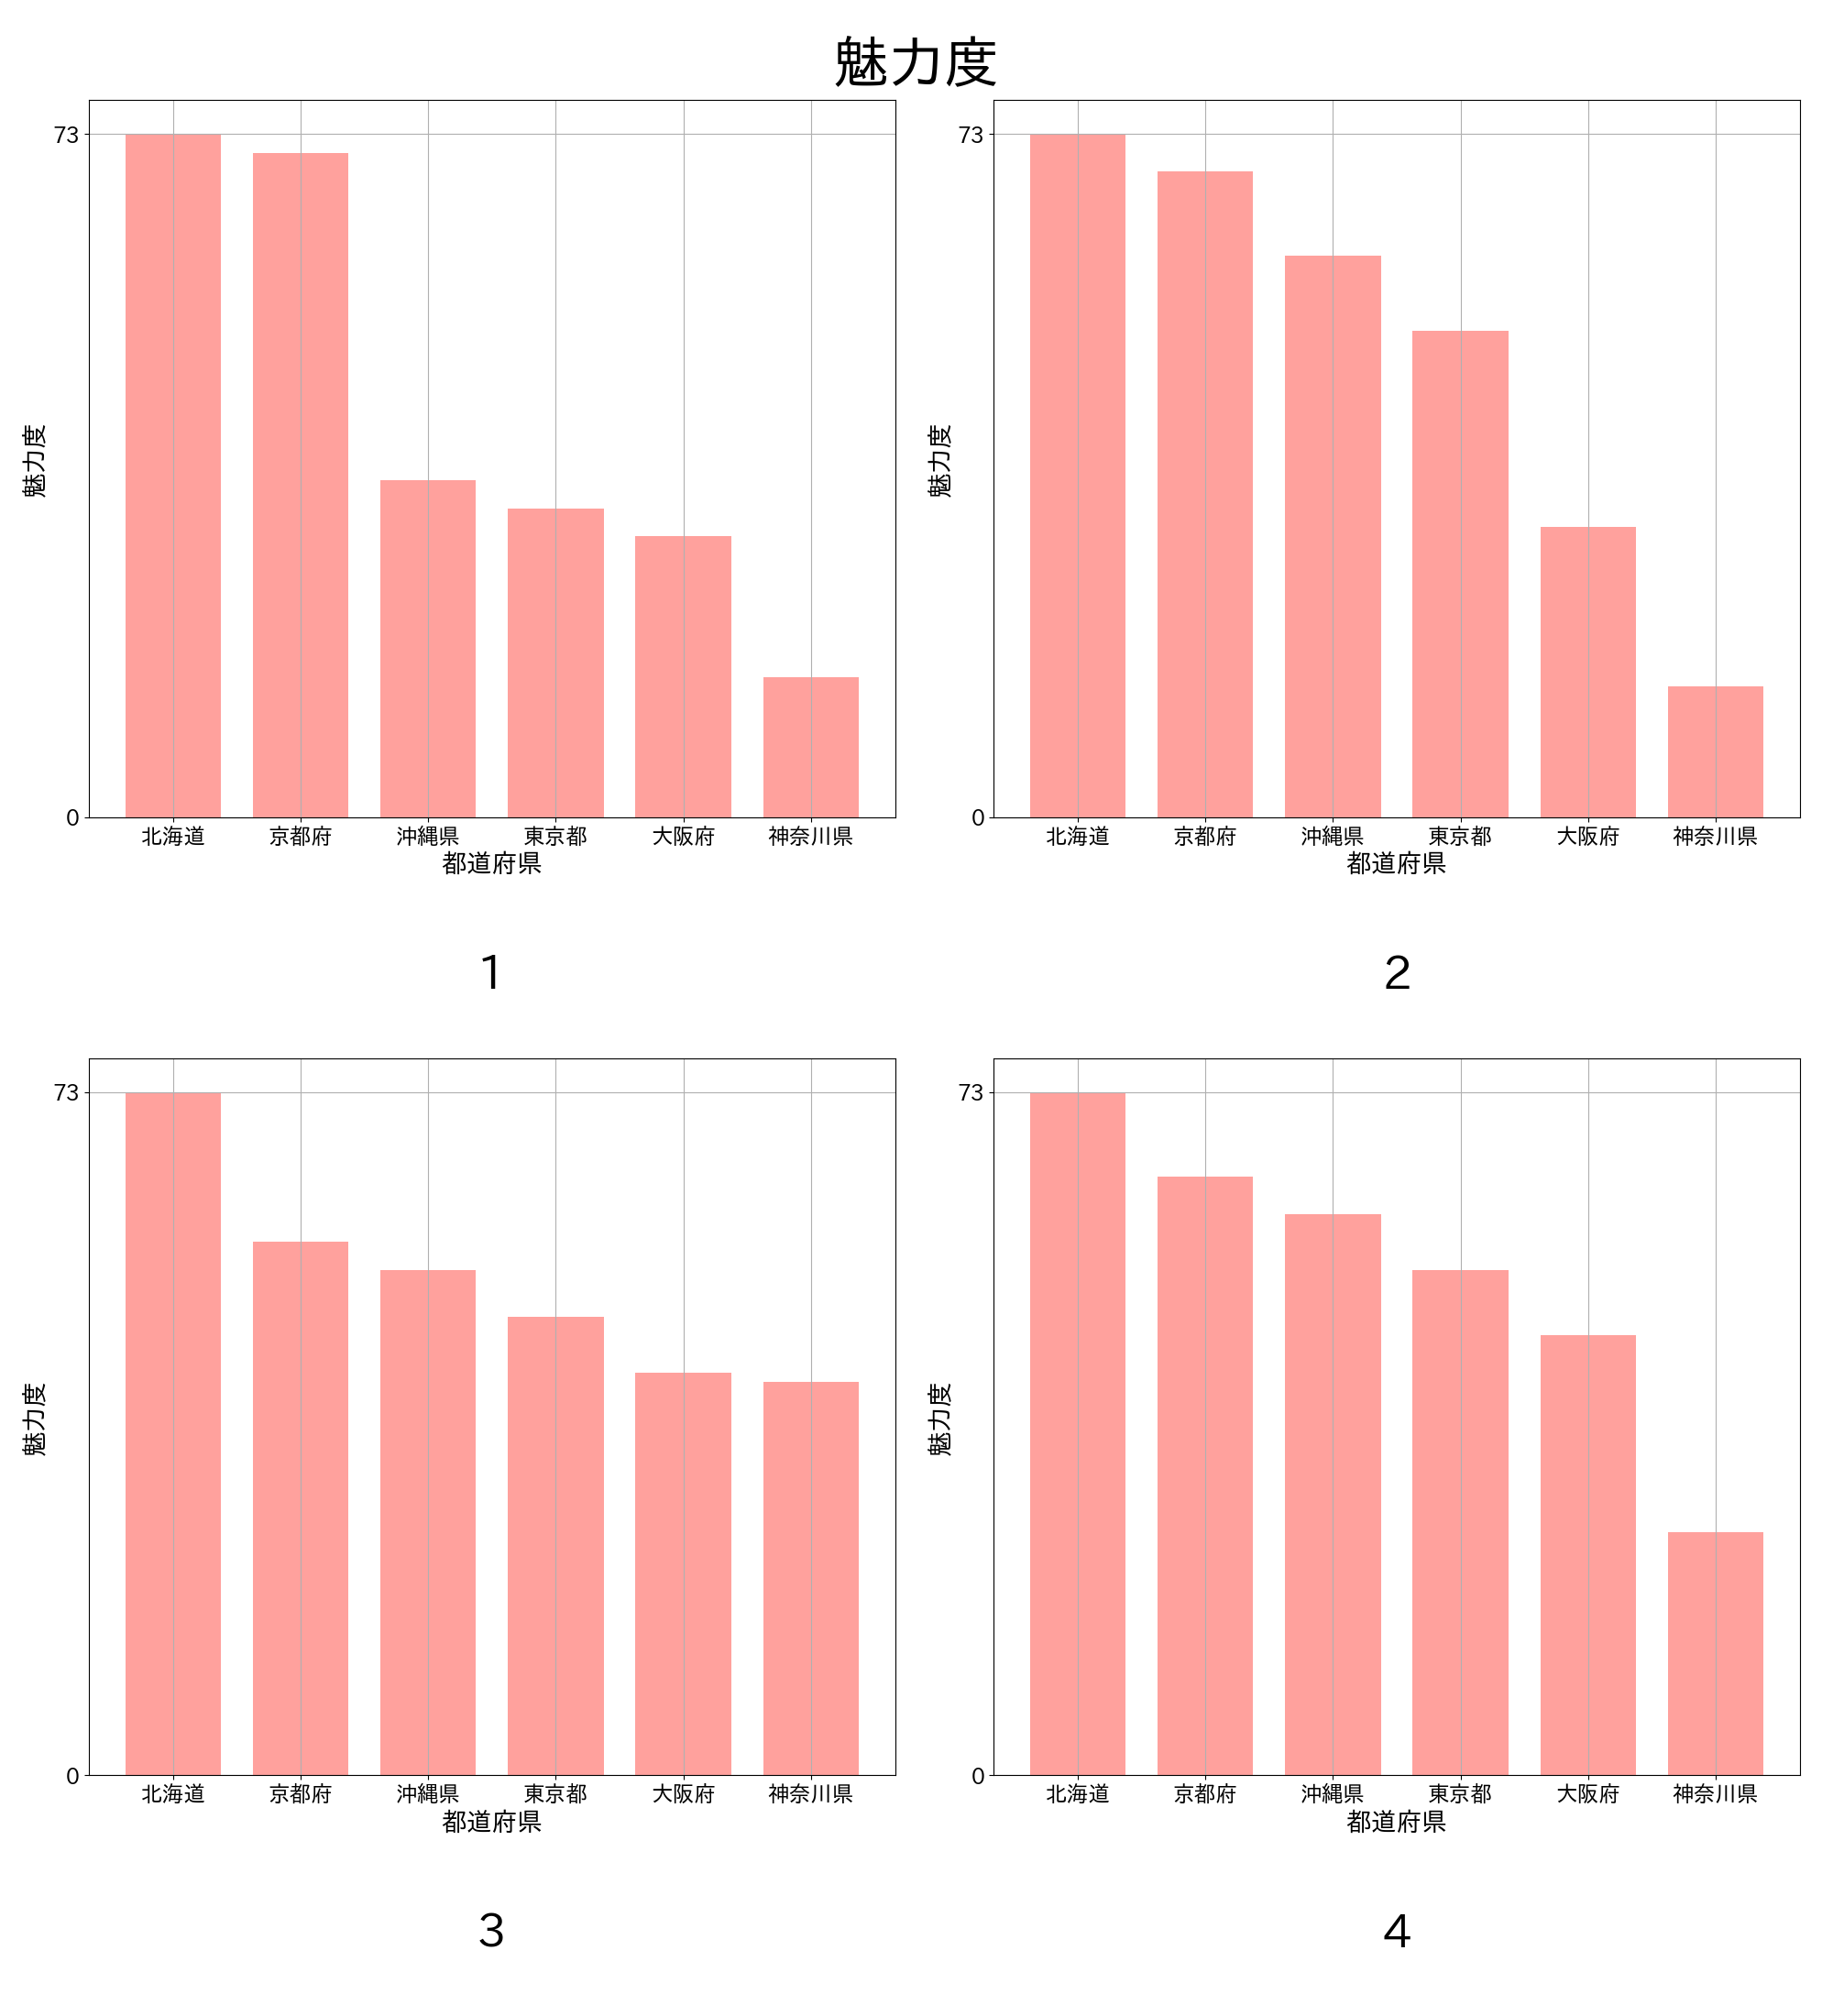 魅力度
73
0
魅力度
北海道 京都府 沖縄県 東京都 大阪府 神奈川県
都道府県
1
73
0
魅力度
北海道 京都府 沖縄県 東京都 大阪府 神奈川県
都道府県
2
73
0
魅力度
北海道 京都府 沖縄県 東京都 大阪府 神奈川県
都道府県
3
73
0
魅力度
北海道 京都府 沖縄県 東京都 大阪府 神奈川県
都道府県
4